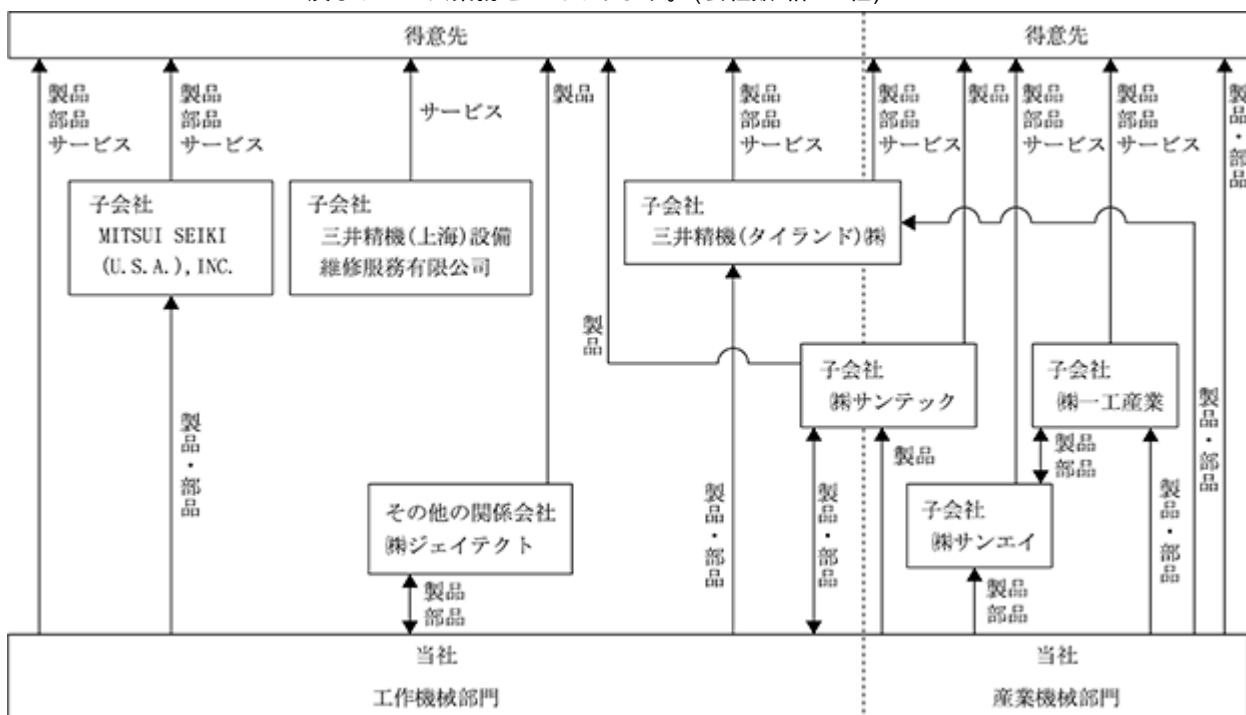 得意先
得意先
製品
部品
サービス
製品
部品
サービス
サービス
製品
製品
部品
サービス
製品
部品
サービス
製品
製品
部品
サービス
製品
部品
サービス
製品・部品
子会社
MITSUI SEIKI
(U.S.A.),INC.
子会社
三井精機(上海)設備
維修服務有限公司
子会社
三井精機(タイランド)㈱
製品
子会社
㈱サンテック
子会社
㈱一工産業
製品・部品
製品・部品
製品
製品
部品
その他の関係会社
㈱ジェイテクト
製品・部品
製品・部品
子会社
㈱サンエイ
製品・部品
製品
部品
製品
部品
当社
工作機械部門
当社
産業機械部門